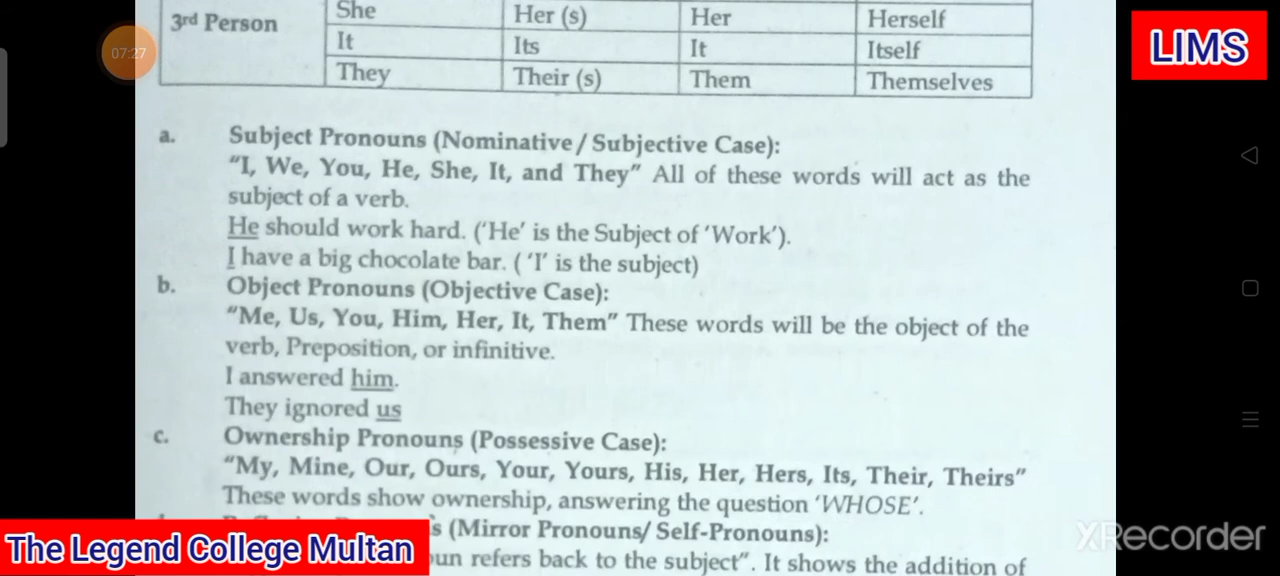 She Her (s) Her Herself
3rd Person
It Its It Itself
They Their (s) Them Themselves
07:27
LIMS
a. Subject Pronouns (Nominative / Subjective Case):
“I, We, You, He, She, It, and They” All of these words will act as the
subject of a verb.
He should work hard. (‘He’ is the Subject of ‘Work’).
I have a big chocolate bar. ( ‘I’ is the subject)
b. Object Pronouns (Objective Case):
“Me, Us, You, Him, Her, It, Them” These words will be the object of the
verb, Preposition, or infinitive.
I answered him.
They ignored us
c. Ownership Pronouns (Possessive Case):
“My, Mine, Our, Ours, Your, Yours, His, Her, Hers, Its, Their, Theirs”
These words show ownership, answering the question ‘WHOSE’.
(Mirror Pronouns/ Self-Pronouns):
refers back to the subject”. It shows the addition of
The Legend College Multan
XRecorder